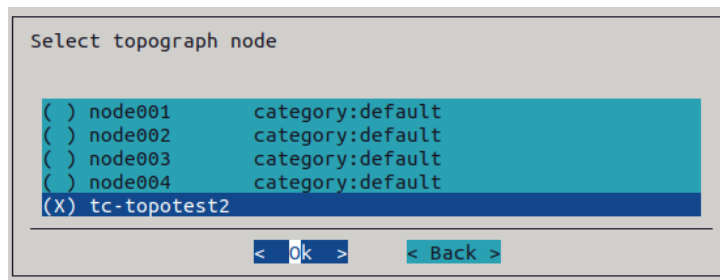 Select topograph node
( ) node001 category:default
( ) node002 category:default
( ) node003 category:default
( ) node004 category:default
(X) tc-topotest2
< Ok > < Back >